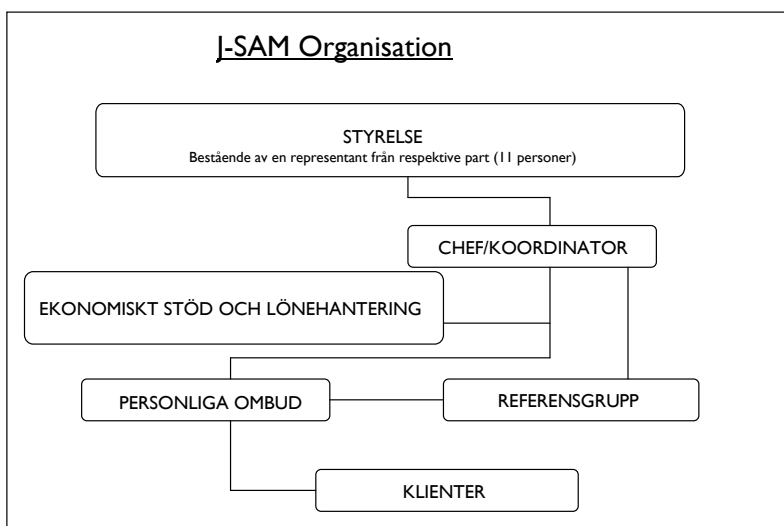 J-SAM Organisation
STYRELSE
Bestående av en representant från respektive part (11 personer)
CHEF/KOORDINATOR
EKONOMISKT STÖD OCH LÖNEHANTERING
PERSONLIGA OMBUD
REFERENSGRUPP
KLIENTER